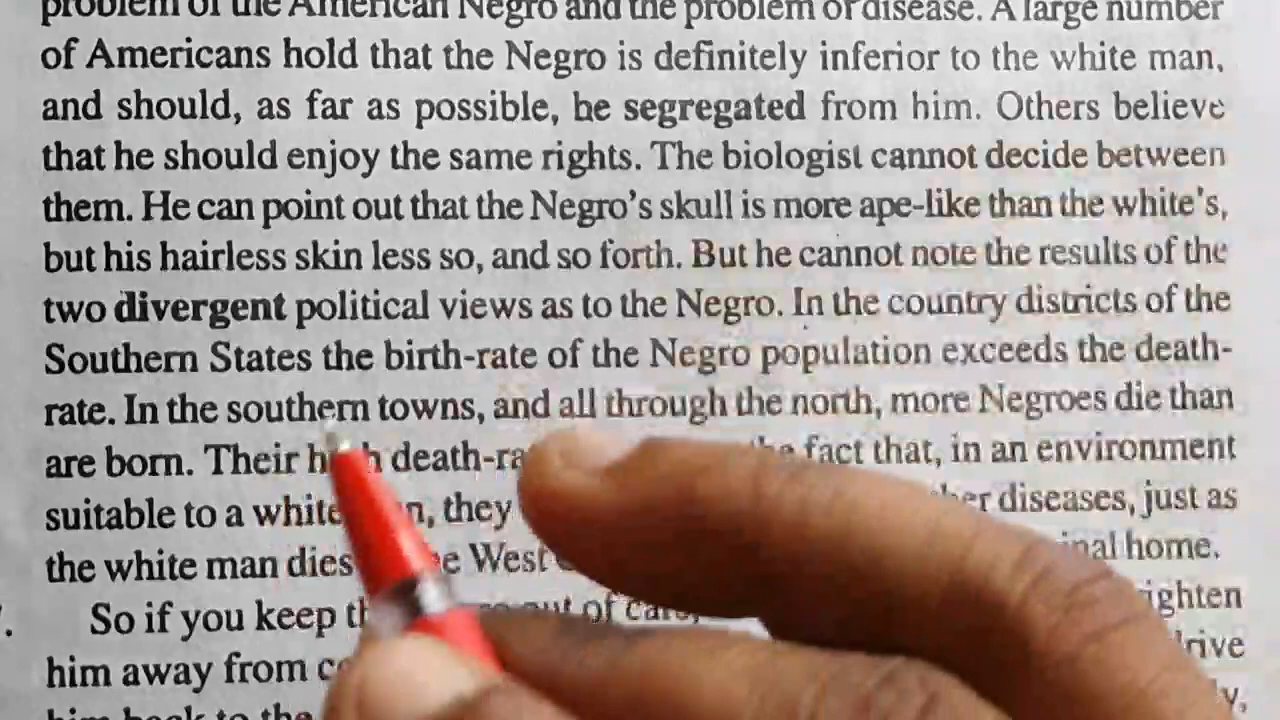 problem of the American Negro and the problem of disease. A large number
of Americans hold that the Negro is definitely inferior to the white man,
and should, as far as possible, be segregated from him. Others believe
that he should enjoy the same rights. The biologist cannot decide between
them. He can point out that the Negro's skull is more ape-like than the white's,
but his hairless skin less so, and so forth. But he cannot note the results of the
two divergent political views as to the Negro. In the country districts of the
Southern States the birth-rate of the Negro population exceeds the death-
rate. In the southern towns, and all through the north, more Negroes die than
are born. Their death- fact that, in an environment
suitable to a white they diseases, just as
the white man dies West home.
So if you keep out of
him away from
him back to the